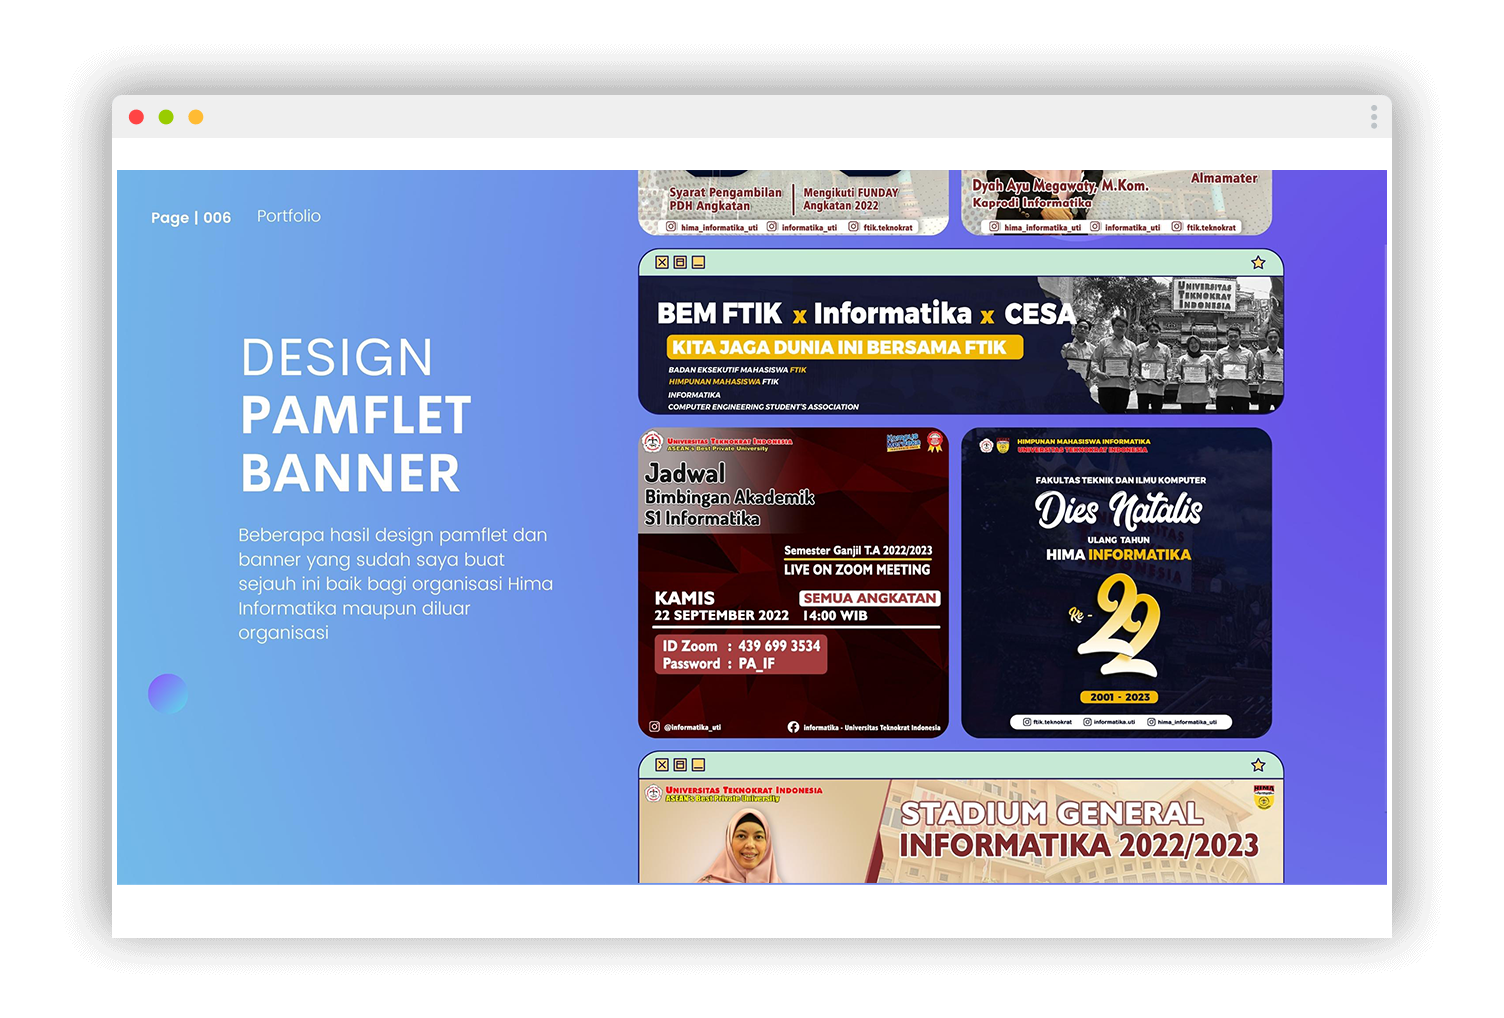 Page | 006
Portfolio
DESIGN
PAMFLET
BANNER
Beberapa hasil design pamflet dan
banner yang sudah saya buat
sejauh ini baik bagi organisasi Hima
Informatika maupun diluar
organisasi
Syarat Pengambilan
PDH Angkatan
Mengikuti FUNDAY
Angkatan 2022
hima_informatika_uti informatika_uti ftik.teknokrat
Almamater
Dyah Ayu Megawaty, M.Kom.
Kaprodi Informatika
hima_informatika_uti informatika_uti ftik.teknokrat
BEM FTIK x Informatika x CESA
KITA JAGA DUNIA INI BERSAMA FTIK
BADAN EKSEKUTIF MAHASISWA FTIK
HIMPUNAN MAHASISWA FTIK
INFORMATIKA
COMPUTER ENGINEERING STUDENT'S ASSOCIATION
UNIVERSITAS
TEKNOKRAT
INDONESIA
UNIVERSITAS TEKNOKRAT INDONESIA
ASEAN's Best Private University
Jadwal
Bimbingan Akademik
S1 Informatika
Semester Ganjil T.A 2022/2023
LIVE ON ZOOM MEETING
KAMIS
22 SEPTEMBER 2022
SEMUA ANGKATAN
14:00 WIB
ID Zoom : 439 699 3534
Password : PA_IF
@informatika_uti
Informatika - Universitas Teknokrat Indonesia
HIMPUNAN MAHASISWA INFORMATIKA
UNIVERSITAS TEKNOKRAT INDONESIA
FAKULTAS TEKNIK DAN ILMU KOMPUTER
Dies Natalis
ULANG TAHUN
HIMA INFORMATIKA
Ke - 22
2001 - 2023
ftik.teknokrat informatika.uti hima_informatika_uti
UNIVERSITAS TEKNOKRAT INDONESIA
ASEAN's Best Private University
HIMA
STADIUM GENERAL
INFORMATIKA 2022/2023